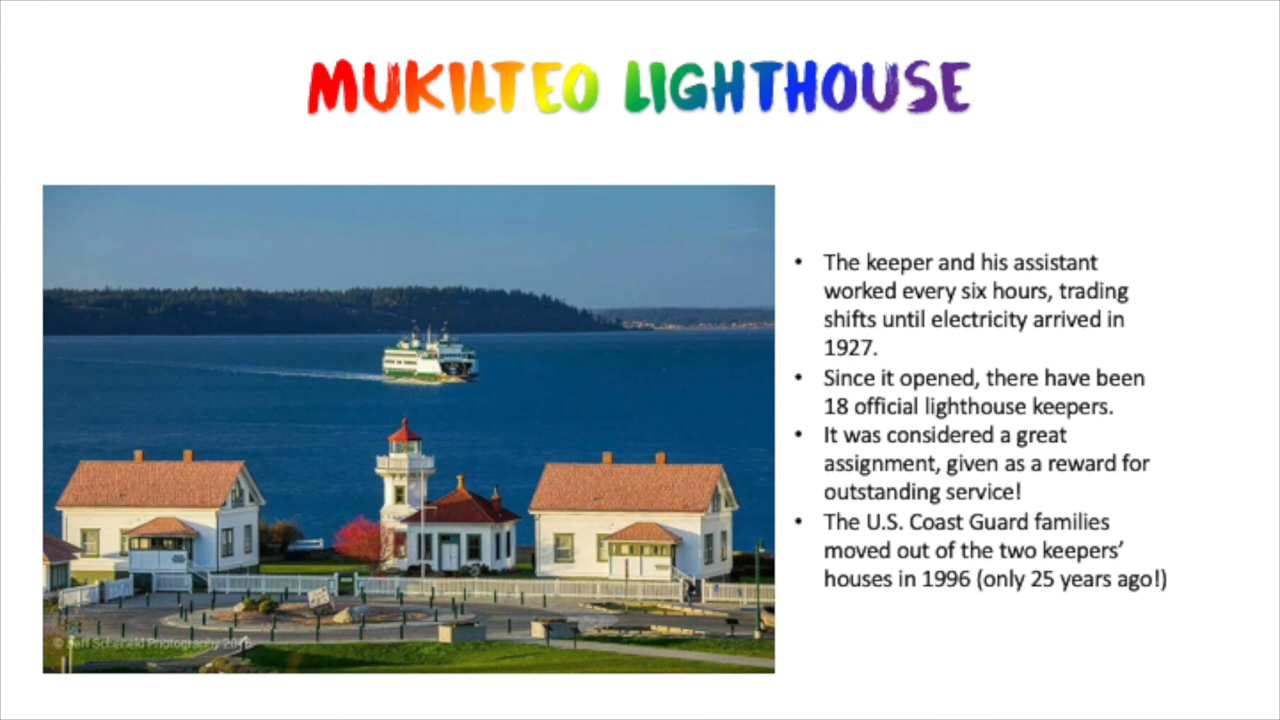 MUKILTEO LIGHTHOUSE
• The keeper and his assistant
worked every six hours, trading
shifts until electricity arrived in
1927.
• Since it opened, there have been
18 official lighthouse keepers.
• It was considered a great
assignment, given as a reward for
outstanding service!
• The U.S. Coast Guard families
moved out of the two keepers’
houses in 1996 (only 25 years ago!)
© Photography